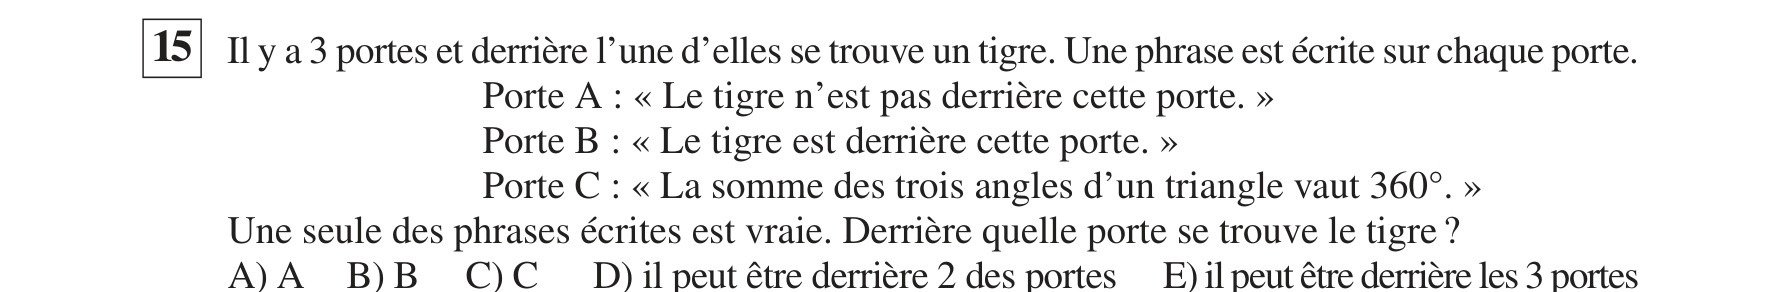 15 Il y a 3 portes et derrière l’une d’elles se trouve un tigre. Une phrase est écrite sur chaque porte.
Porte A : « Le tigre n’est pas derrière cette porte. »
Porte B : « Le tigre est derrière cette porte. »
Porte C : « La somme des trois angles d’un triangle vaut 360°. »
Une seule des phrases écrites est vraie. Derrière quelle porte se trouve le tigre ?
A) A B) B C) C D) il peut être derrière 2 des portes E) il peut être derrière les 3 portes